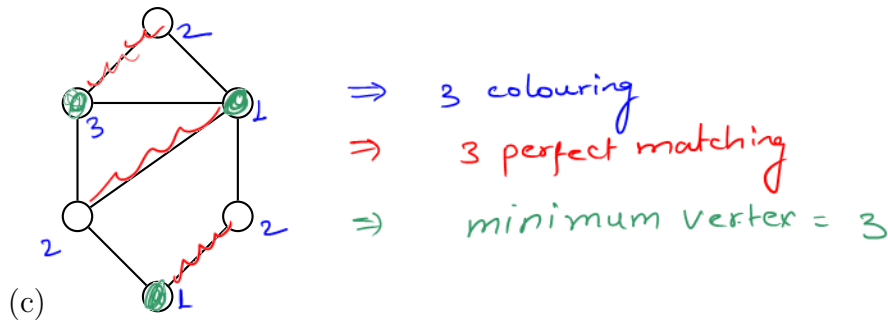 2
⇒ 3 colouring
3
1
⇒ 3 perfect matching
2
2
⇒ minimum vertex = 3
(c)
1